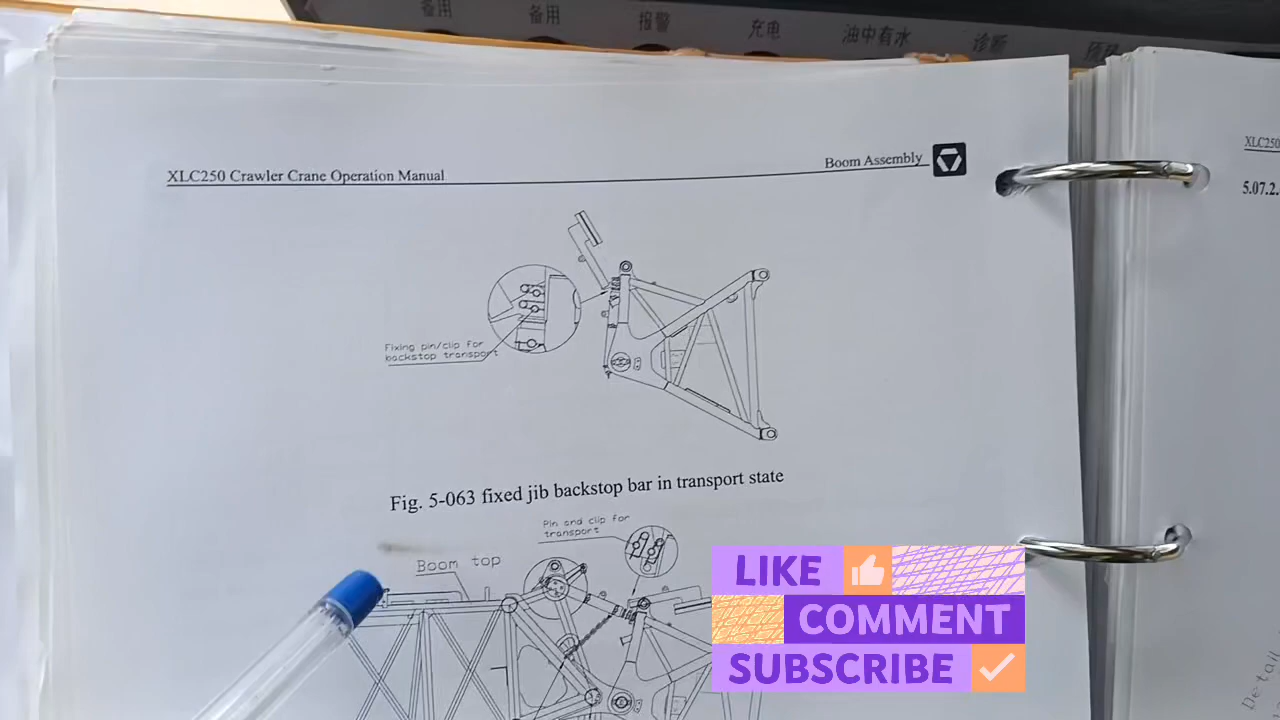 备用
备用
报警
充电
油中有水
诊断
XLC250 Crawler Crane Operation Manual
Boom Assembly
Fixing pin/clip for
backstop transport
Fig. 5-063 fixed jib backstop bar in transport state
Pin and clip for
transport
Boom top
LIKE
COMMENT
SUBSCRIBE
XLC250
5.07.2.
Detail